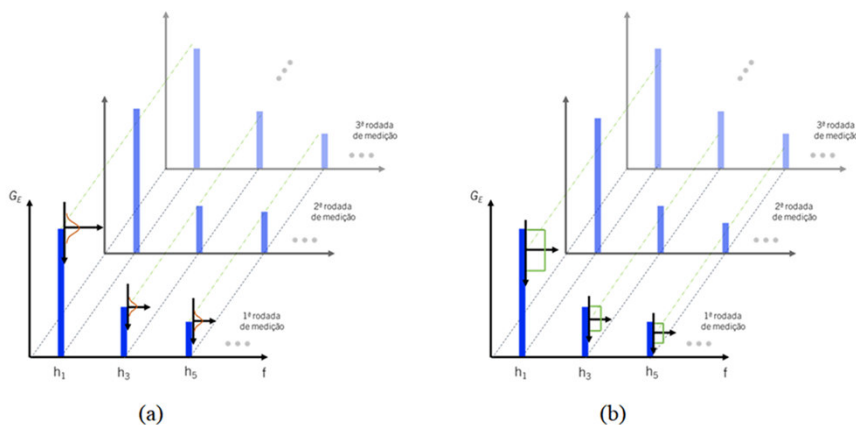 3ª rodada
de medição
G_E
2ª rodada
de medição
1ª rodada
de medição
h₁
h₃
h₅
f
(a)
3ª rodada
de medição
G_E
2ª rodada
de medição
1ª rodada
de medição
h₁
h₃
h₅
f
(b)